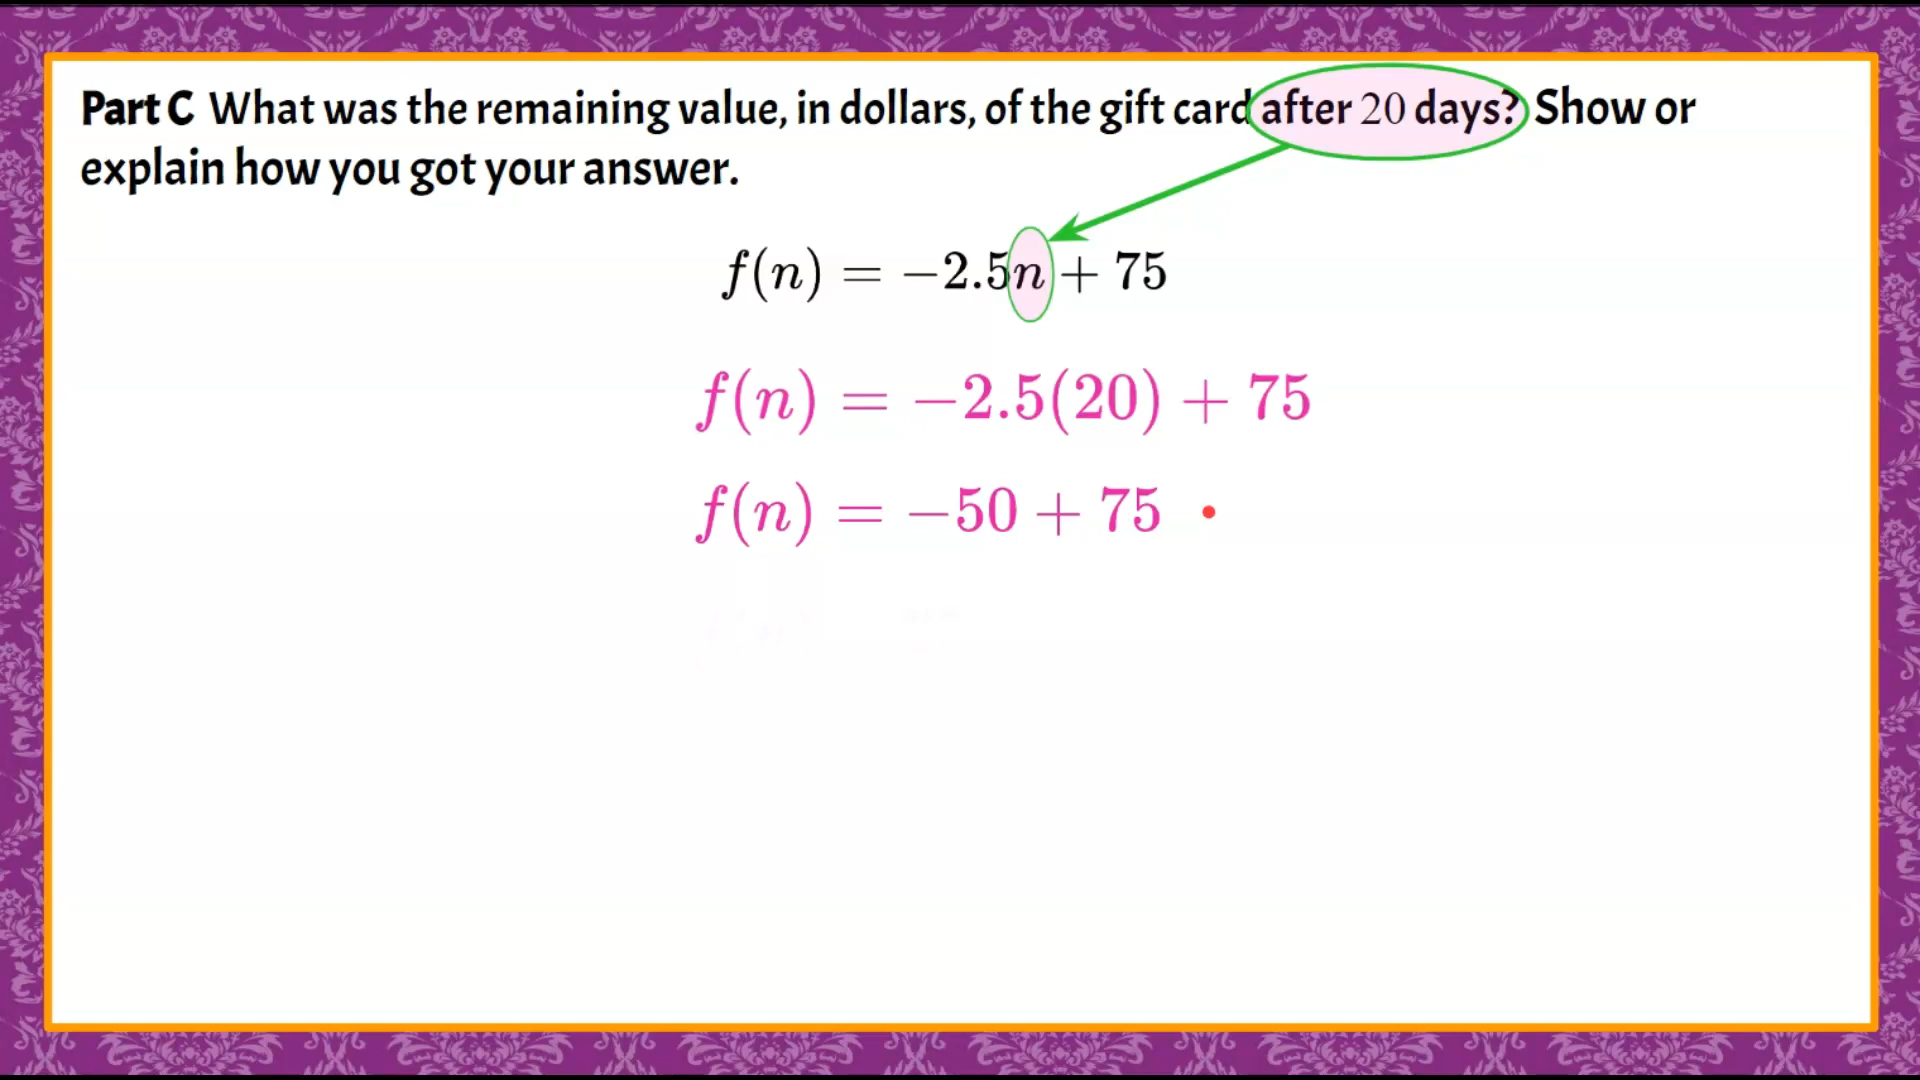 Part C What was the remaining value, in dollars, of the gift card after 20 days? Show or
explain how you got your answer.
f(n) = −2.5n + 75
f(n) = −2.5(20) + 75
f(n) = −50 + 75